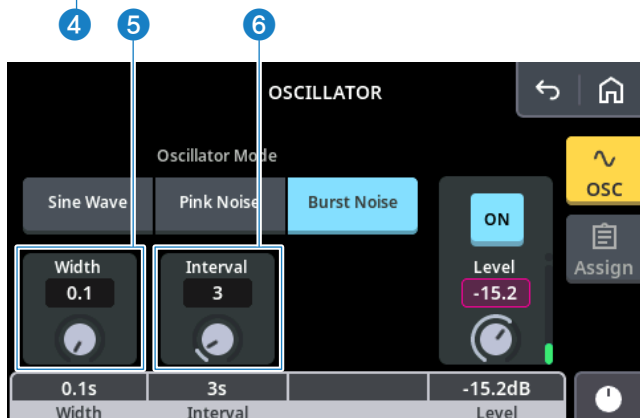 4 5 6
OSCILLATOR
Oscillator Mode
Sine Wave Pink Noise Burst Noise
ON
OSC
Width Interval Level
0.1 3 -15.2
Assign
0.1s 3s -15.2dB
Width Interval Level